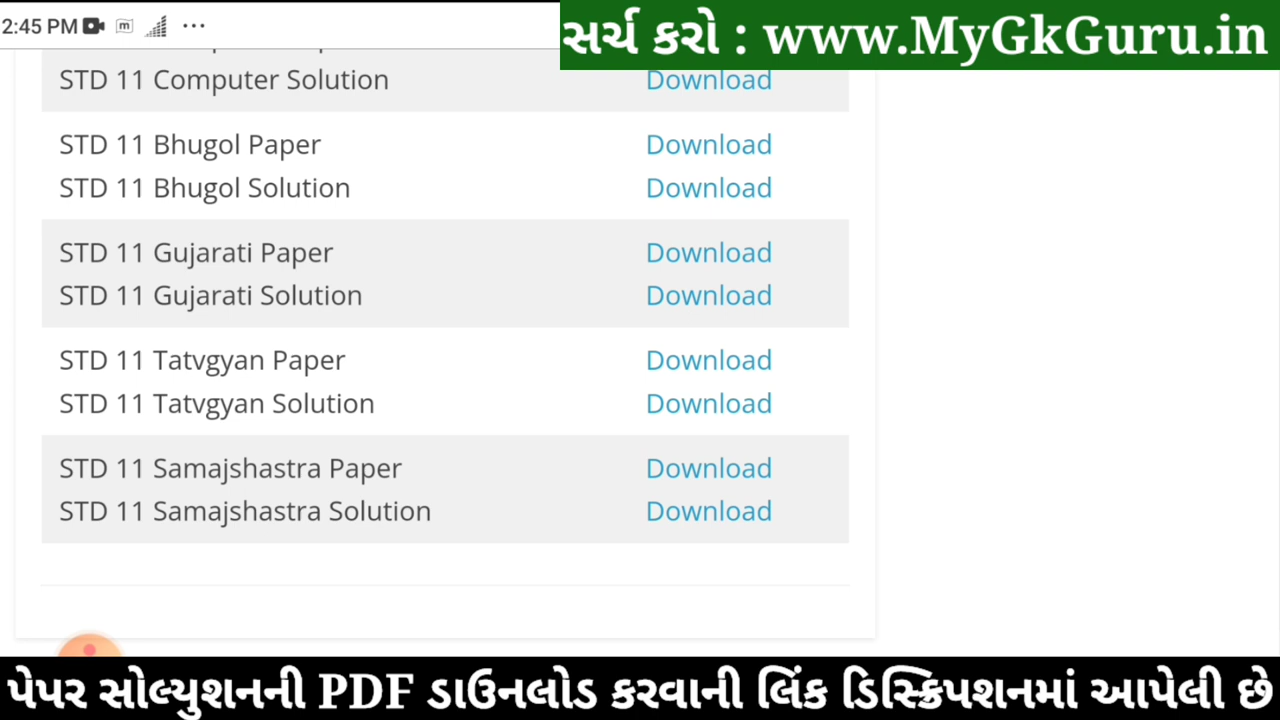 2:45 PM
સર્ચ કરો : www.MyGkGuru.in
STD 11 Computer Solution Download
STD 11 Bhugol Paper Download
STD 11 Bhugol Solution Download
STD 11 Gujarati Paper Download
STD 11 Gujarati Solution Download
STD 11 Tatvgyan Paper Download
STD 11 Tatvgyan Solution Download
STD 11 Samajshastra Paper Download
STD 11 Samajshastra Solution Download
પેપર સોલ્યુશનની PDF ડાઉનલોડ કરવાની લિંક ડિસ્ક્રિપશનમાં આપેલી છે